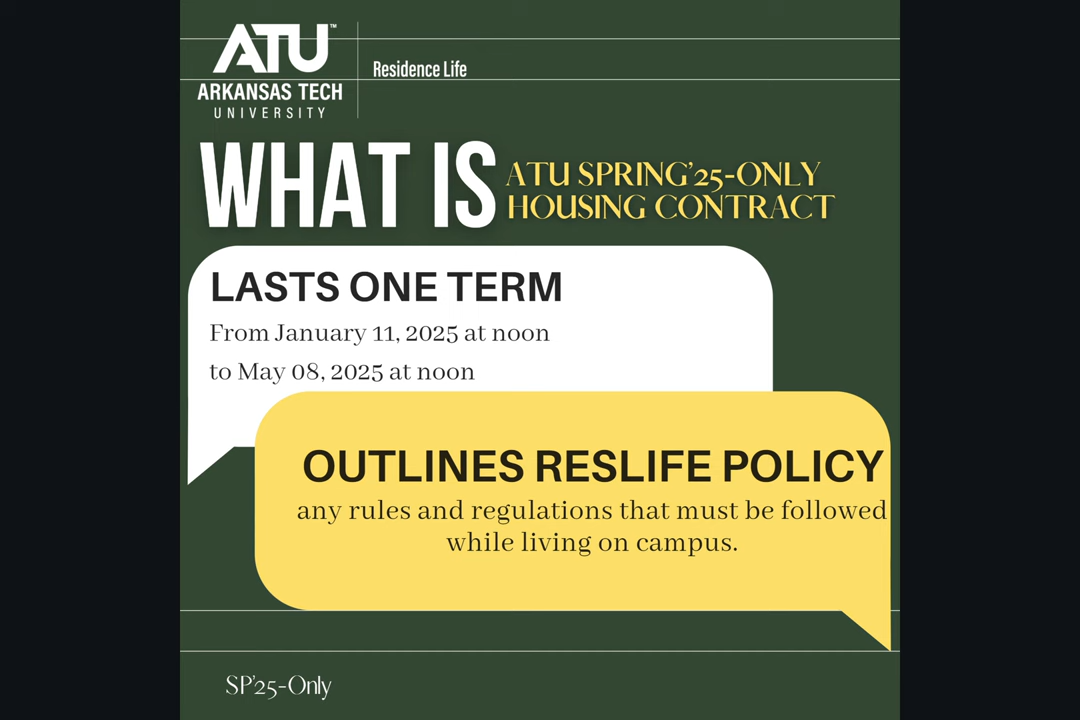 ATU™
ARKANSAS TECH
UNIVERSITY
Residence Life
WHAT IS
ATU SPRING'25-ONLY
HOUSING CONTRACT
LASTS ONE TERM
From January 11, 2025 at noon
to May 08, 2025 at noon
OUTLINES RESLIFE POLICY
any rules and regulations that must be followed
while living on campus.
SP'25-Only